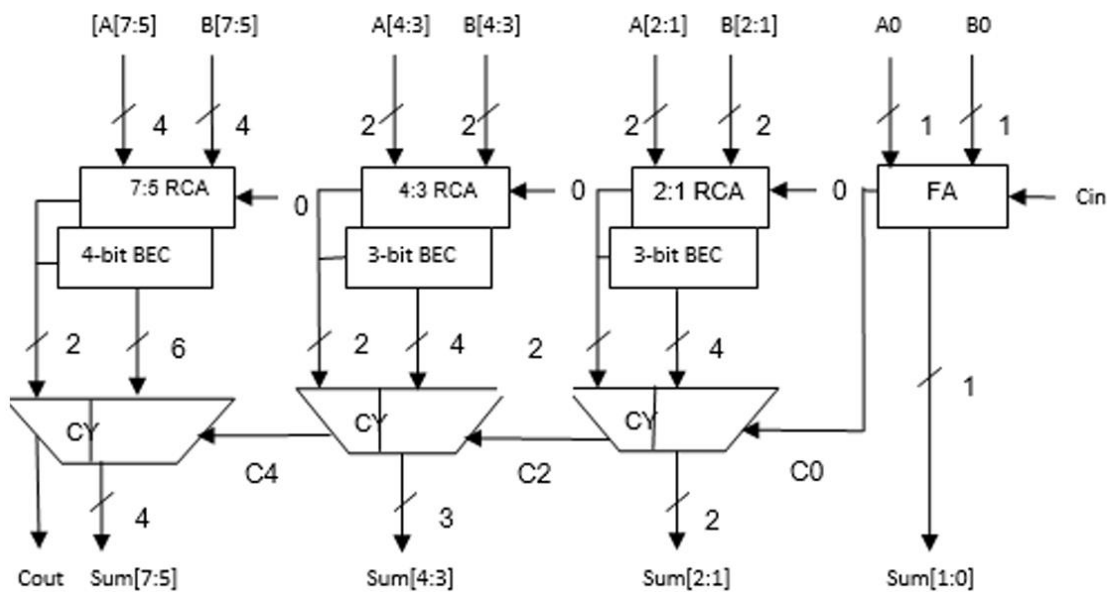 [A[7:5] B[7:5] A[4:3] B[4:3] A[2:1] B[2:1] A0 B0
4 4 2 2 2 2 1 1
7:5 RCA 0 4:3 RCA 0 2:1 RCA 0 FA Cin
4-bit BEC 3-bit BEC 3-bit BEC
2 6 2 4 2 4 1
CY CY CY
C4 C2 C0
4 3 2
Cout Sum[7:5] Sum[4:3] Sum[2:1] Sum[1:0]